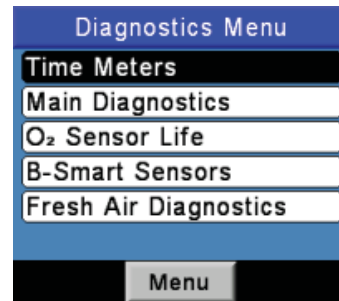 Diagnostics Menu
Time Meters
Main Diagnostics
O₂ Sensor Life
B-Smart Sensors
Fresh Air Diagnostics
Menu